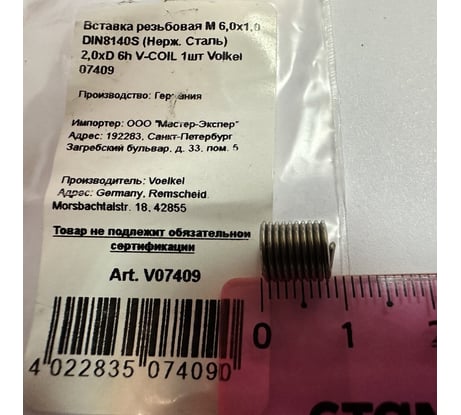 Вставка резьбовая М 6,0x1,0
DIN8140S (Нерж. Сталь)
2,0xD 6h V-COIL 1шт Volkel
07409
Производство: Германия
Импортер: ООО "Мастер-Экспер"
Адрес: 192283, Санкт-Петербург
Загребский бульвар, д. 33, пом. 5
Производитель: Voelkel
Адрес: Germany, Remscheid,
Morsbachtalstr. 18, 42855
Товар не подлежит обязательной
сертификации
Art. V07409
4 022835 074090
0 1